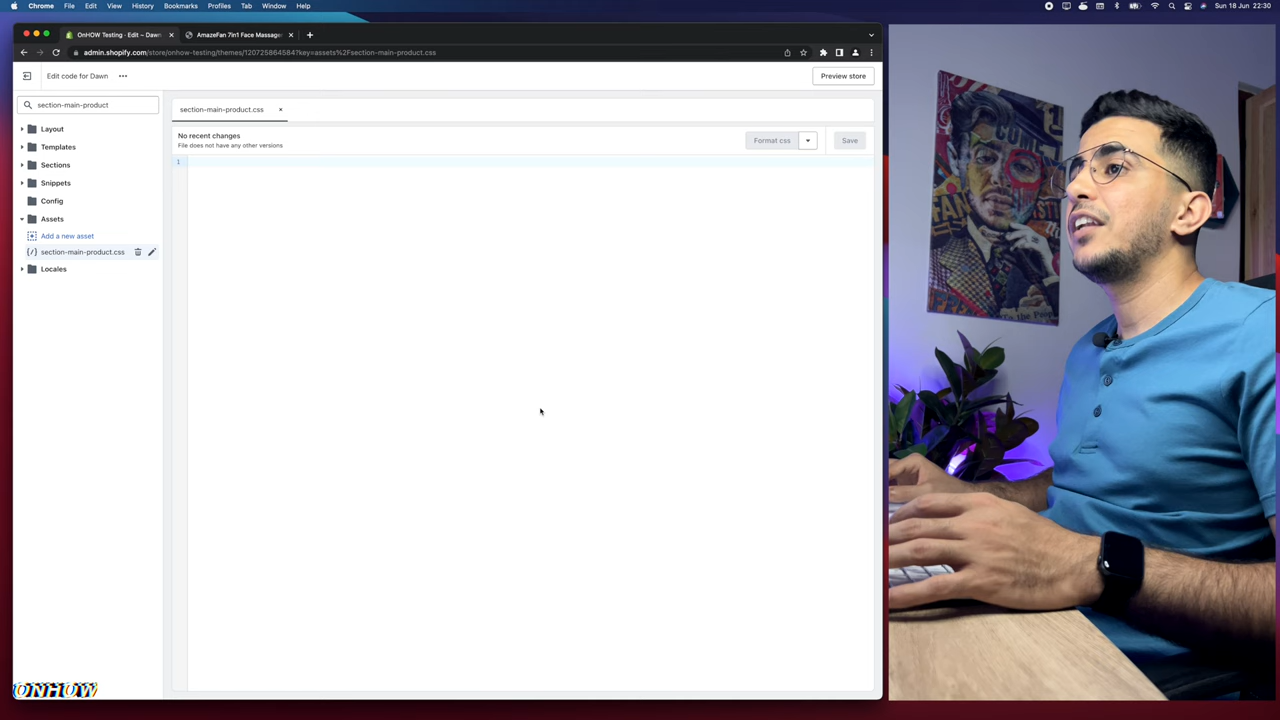 Chrome File Edit View History Bookmarks Profiles Tab Window Help Sun 18 Jun 22:30
OnHOW Testing - Edit ~ Dawn AmazeFan 7in1 Face Massager
admin.shopify.com/store/onhow-testing/themes/120725864584?key=assets%2Fsection-main-product.css
Edit code for Dawn Preview store
section-main-product
section-main-product.css
No recent changes
File does not have any other versions
Format css Save
1
Layout
Templates
Sections
Snippets
Config
Assets
Add a new asset
{/} section-main-product.css
Locales
ONHOW